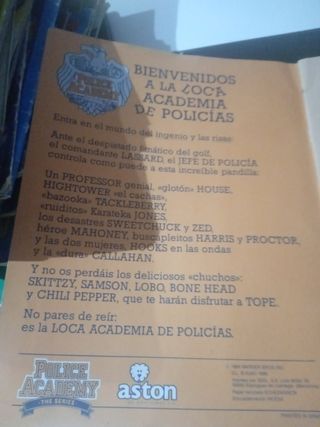 POLICE ACADEMY
BIENVENIDOS
A LA LOCA
ACADEMIA
DE POLICÍAS
Entra en el mundo del ingenio y las risas:
Ante el despistado fanático del golf,
el comandante LASSARD, el JEFE DE POLICÍA
controla como puede a esta increíble pandilla:
Un PROFESSOR genial, «glotón» HOUSE,
HIGHTOWER «el cachas»,
«bazooka» TACKLEBERRY,
«ruiditos» Karateka JONES,
los desastres SWEETCHUCK y ZED,
héroe MAHONEY, buscapleitos HARRIS y PROCTOR,
y las dos mujeres, HOOKS en las ondas
y la «dura» CALLAHAN.
Y no os perdáis los deliciosos «chuchos»:
SKITTZY, SAMSON, LOBO, BONE HEAD
y CHILI PEPPER, que te harán disfrutar a TOPE.
No pares de reír:
es la LOCA ACADEMIA DE POLICÍAS.
POLICE
ACADEMY
THE SERIES
aston